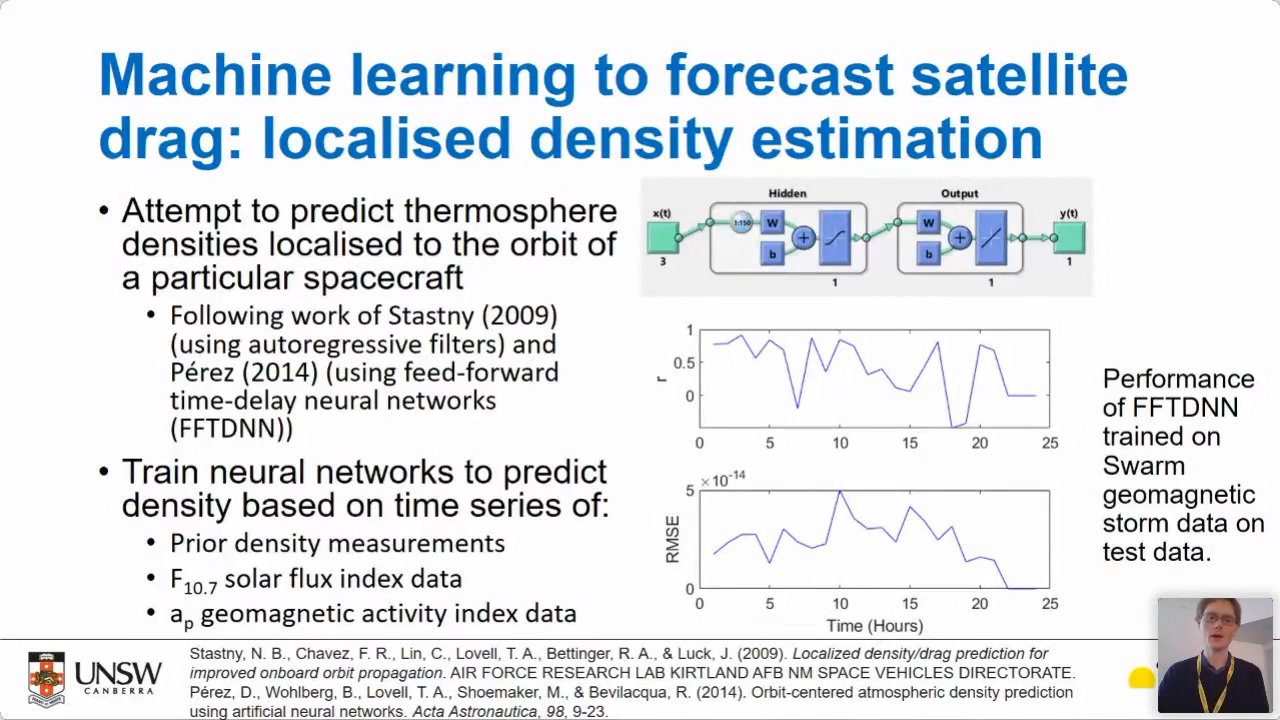 Machine learning to forecast satellite
drag: localised density estimation
• Attempt to predict thermosphere
densities localised to the orbit of
a particular spacecraft
• Following work of Stastny (2009)
(using autoregressive filters) and
Pérez (2014) (using feed-forward
time-delay neural networks
(FFTDNN))
• Train neural networks to predict
density based on time series of:
• Prior density measurements
• F10.7 solar flux index data
• ap geomagnetic activity index data
Hidden
Output
x(t)
3
1:150
W
b
+
1
W
b
+
1
y(t)
1
1
0.5
0
r
0 5 10 15 20 25
×10-14
5
0
RMSE
0 5 10 15 20 25
Time (Hours)
Performance
of FFTDNN
trained on
Swarm
geomagnetic
storm data on
test data.
UNSW
CANBERRA
Stastny, N. B., Chavez, F. R., Lin, C., Lovell, T. A., Bettinger, R. A., & Luck, J. (2009). Localized density/drag prediction for
improved onboard orbit propagation. AIR FORCE RESEARCH LAB KIRTLANDAFB NM SPACE VEHICLES DIRECTORATE.
Pérez, D., Wohlberg, B., Lovell, T. A., Shoemaker, M., & Bevilacqua, R. (2014). Orbit-centered atmospheric density prediction
using artificial neural networks. Acta Astronautica, 98, 9-23.